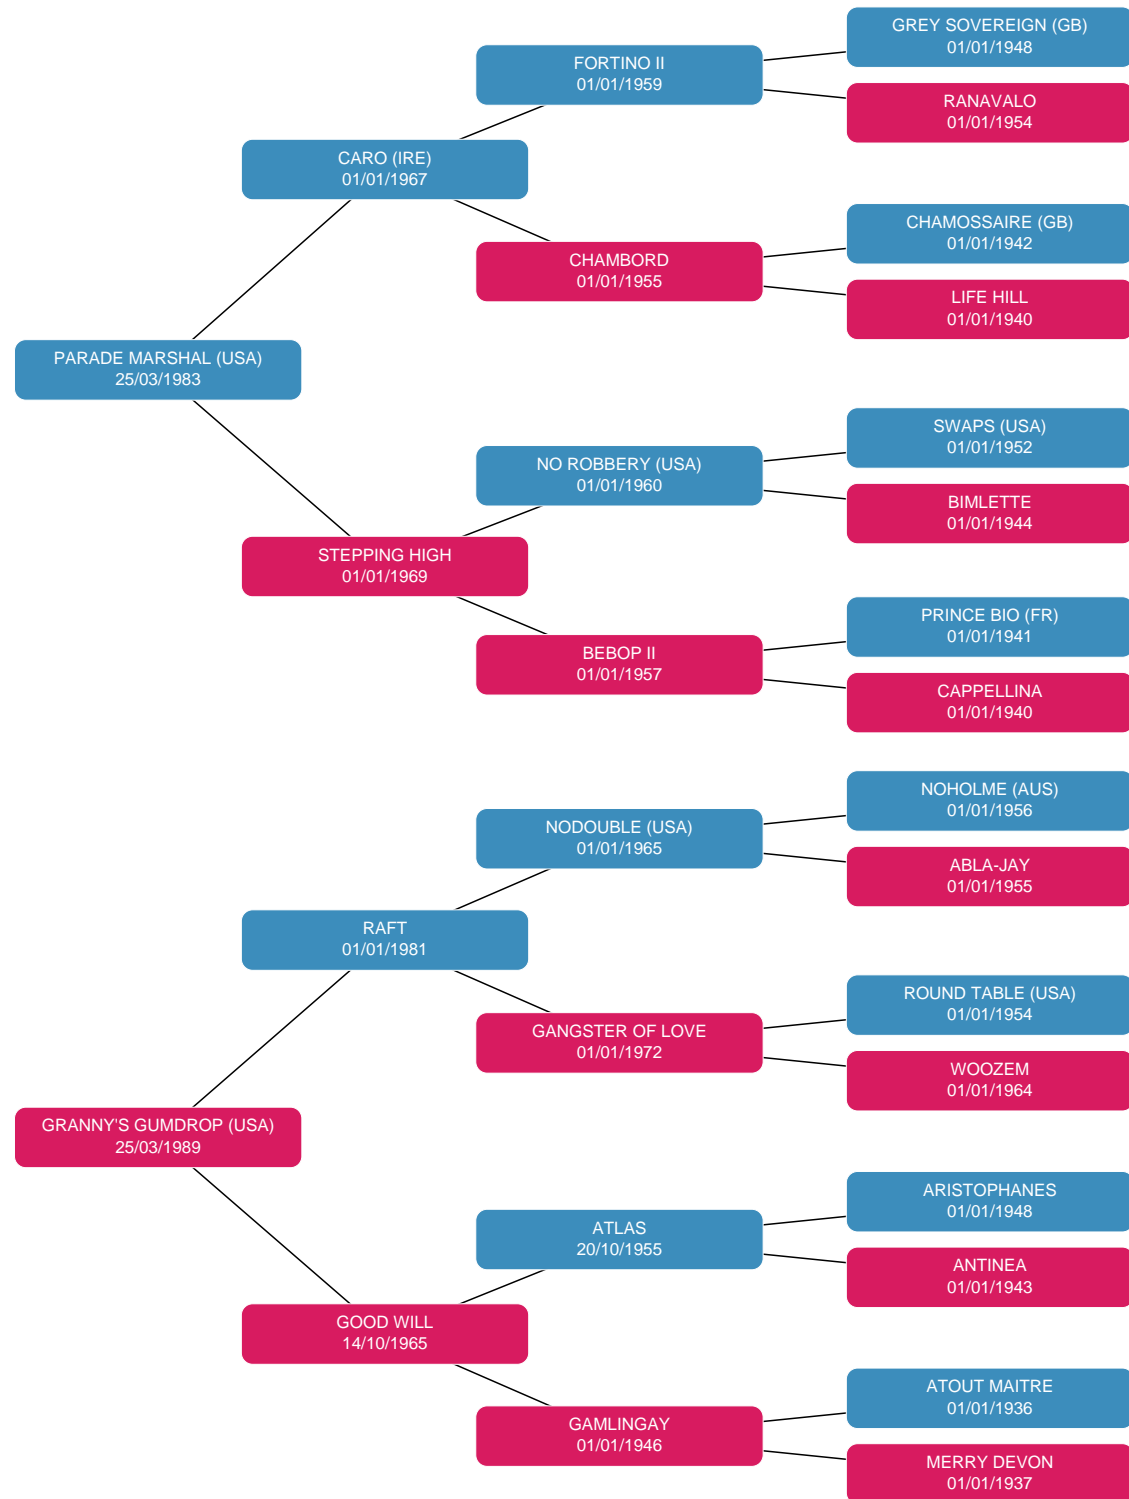 GREY SOVEREIGN (GB)
01/01/1948
FORTINO II
01/01/1959
RANAVALO
01/01/1954
CARO (IRE)
01/01/1967
CHAMOSSAIRE (GB)
01/01/1942
CHAMBORD
01/01/1955
LIFE HILL
01/01/1940
PARADE MARSHAL (USA)
25/03/1983
SWAPS (USA)
01/01/1952
NO ROBBERY (USA)
01/01/1960
BIMLETTE
01/01/1944
STEPPING HIGH
01/01/1969
PRINCE BIO (FR)
01/01/1941
BEBOP II
01/01/1957
CAPPELLINA
01/01/1940
NOHOLME (AUS)
01/01/1956
NODOUBLE (USA)
01/01/1965
ABLA-JAY
01/01/1955
RAFT
01/01/1981
ROUND TABLE (USA)
01/01/1954
GANGSTER OF LOVE
01/01/1972
WOOZEM
01/01/1964
GRANNY'S GUMDROP (USA)
25/03/1989
ARISTOPHANES
01/01/1948
ATLAS
20/10/1955
ANTINEA
01/01/1943
GOOD WILL
14/10/1965
ATOUT MAITRE
01/01/1936
GAMLINGAY
01/01/1946
MERRY DEVON
01/01/1937